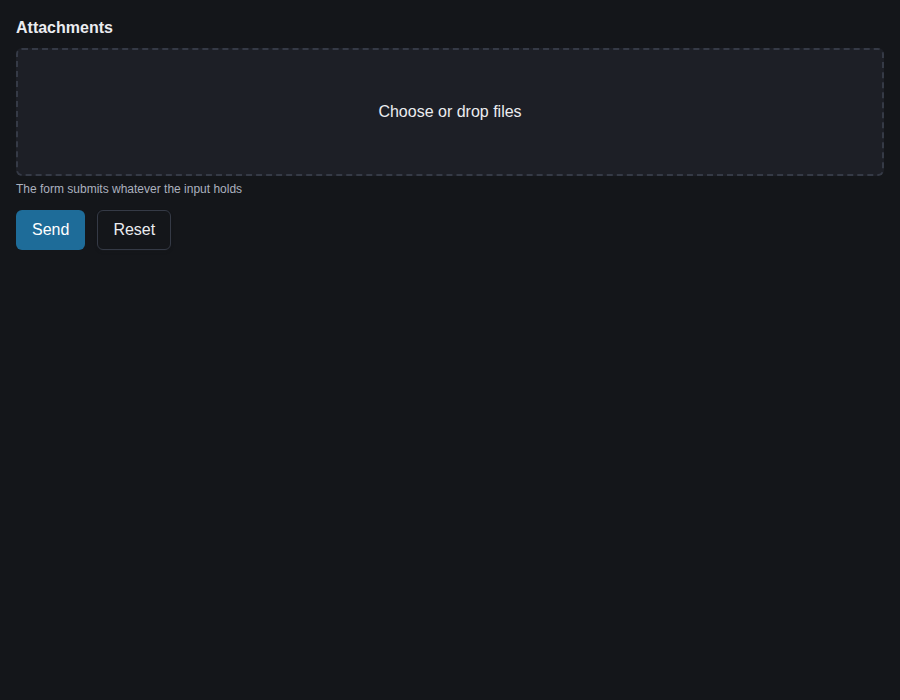 Attachments
Choose or drop files
The form submits whatever the input holds
Send
Reset